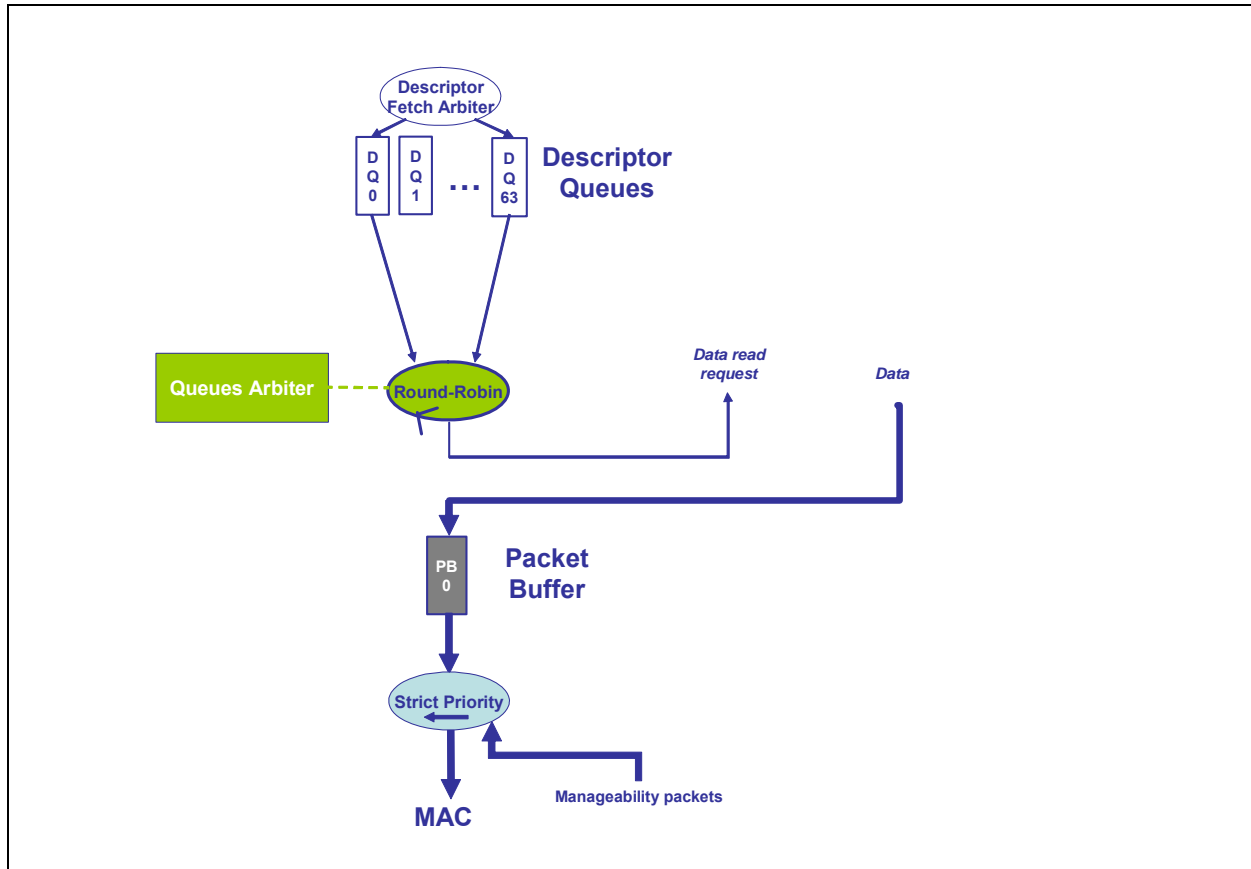 Descriptor
Fetch Arbiter
D
Q
0
D
Q
1
...
D
Q
63
Descriptor
Queues
Queues Arbiter
Round-Robin
Data read
request
Data
PB
0
Packet
Buffer
Strict Priority
Manageability packets
MAC